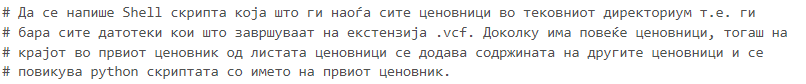 # Да се напише Shell скрипта која што ги наоѓа сите ценовници во тековниот директориум т.е. ги
# бара сите датотеки кои што завршуваат на екстензија .vcf. Доколку има повеќе ценовници, тогаш на
# крајот во првиот ценовник од листата ценовници се додава содржината на другите ценовници и се
# повикува python скриптата со името на првиот ценовник.